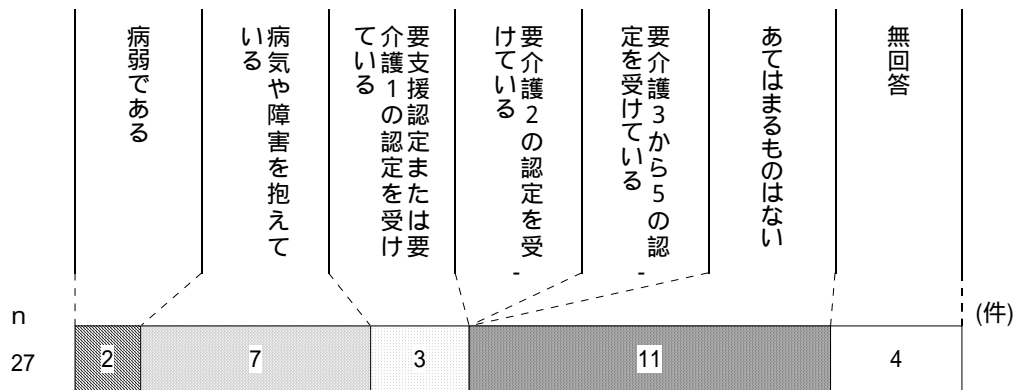 病弱である
病気や障害を抱えて
いる
要支援認定または要
介護1の認定を受け
ている
要介護2の認定を受
けている
要介護3から5の認
定を受けている
あてはまるものはない
無回答
-
-
(件)
n
27
2
7
3
11
4